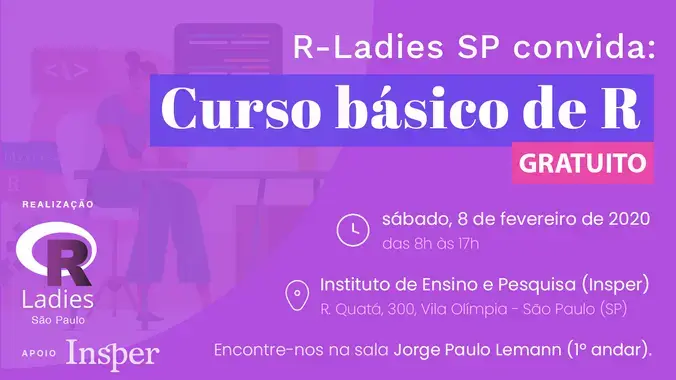 R-Ladies SP convida:
Curso básico de R
GRATUITO
REALIZAÇÃO
R
Ladies
São Paulo
APOIO Insper
sábado, 8 de fevereiro de 2020
das 8h às 17h
Instituto de Ensino e Pesquisa (Insper)
R. Quatá, 300, Vila Olímpia - São Paulo (SP)
Encontre-nos na sala Jorge Paulo Lemann (1º andar).